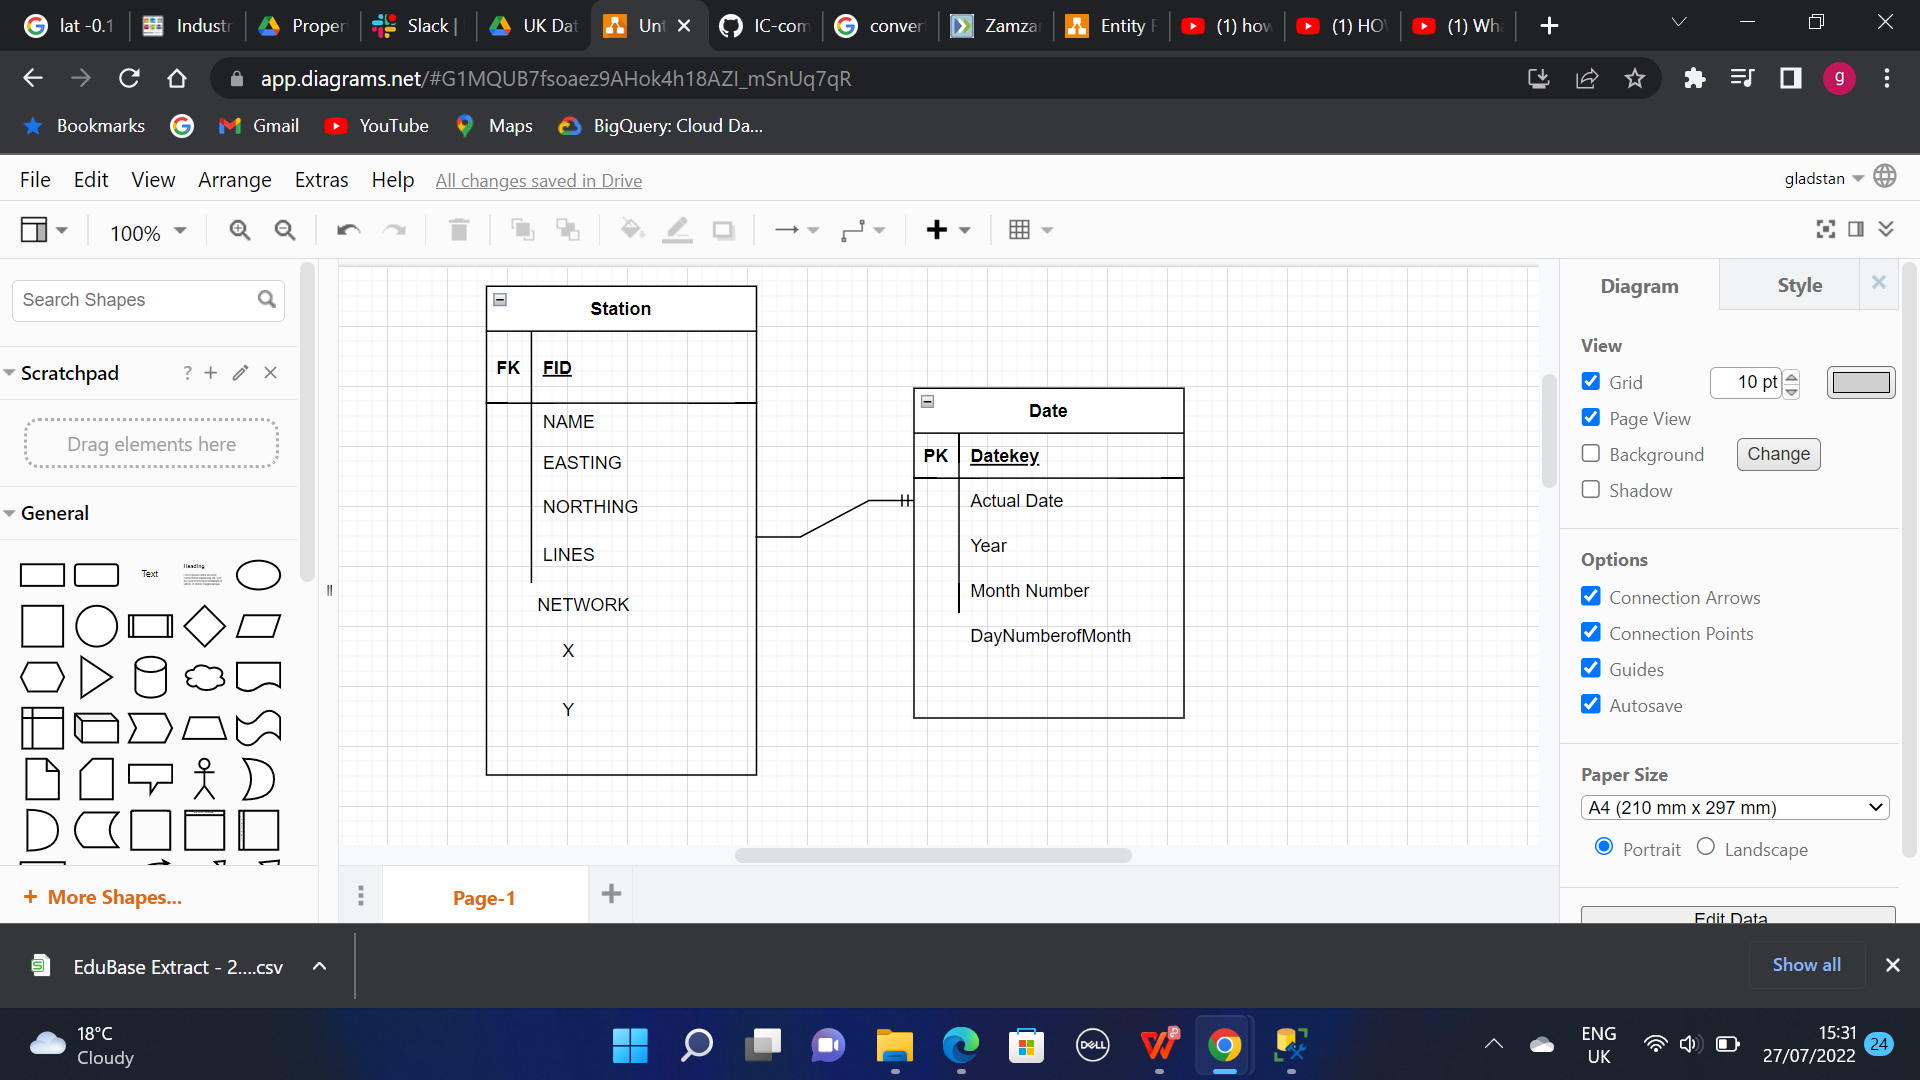 lat -0.1
Industr
Proper
Slack |
UK Dat
Unt
IC-com
conver
Zamza
Entity R
(1) how
(1) HO
(1) Wh
app.diagrams.net/#G1MQUB7fsoaez9AHok4h18AZI_mSnUq7qR
g
Bookmarks
Gmail
YouTube
Maps
BigQuery: Cloud Da...
File Edit View Arrange Extras Help All changes saved in Drive
gladstan
100%
Search Shapes
Scratchpad
?
Drag elements here
General
Text
Heading
+ More Shapes...
Station
FK FID
NAME
EASTING
NORTHING
LINES
NETWORK
X
Y
Date
PK Datekey
Actual Date
Year
Month Number
DayNumberofMonth
Page-1
Diagram Style
View
Grid 10 pt
Page View
Background Change
Shadow
Options
Connection Arrows
Connection Points
Guides
Autosave
Paper Size
A4 (210 mm x 297 mm)
Portrait Landscape
Edit Data
EduBase Extract - 2....csv
Show all
18°C
Cloudy
DELL
ENG
UK
15:31
27/07/2022
24